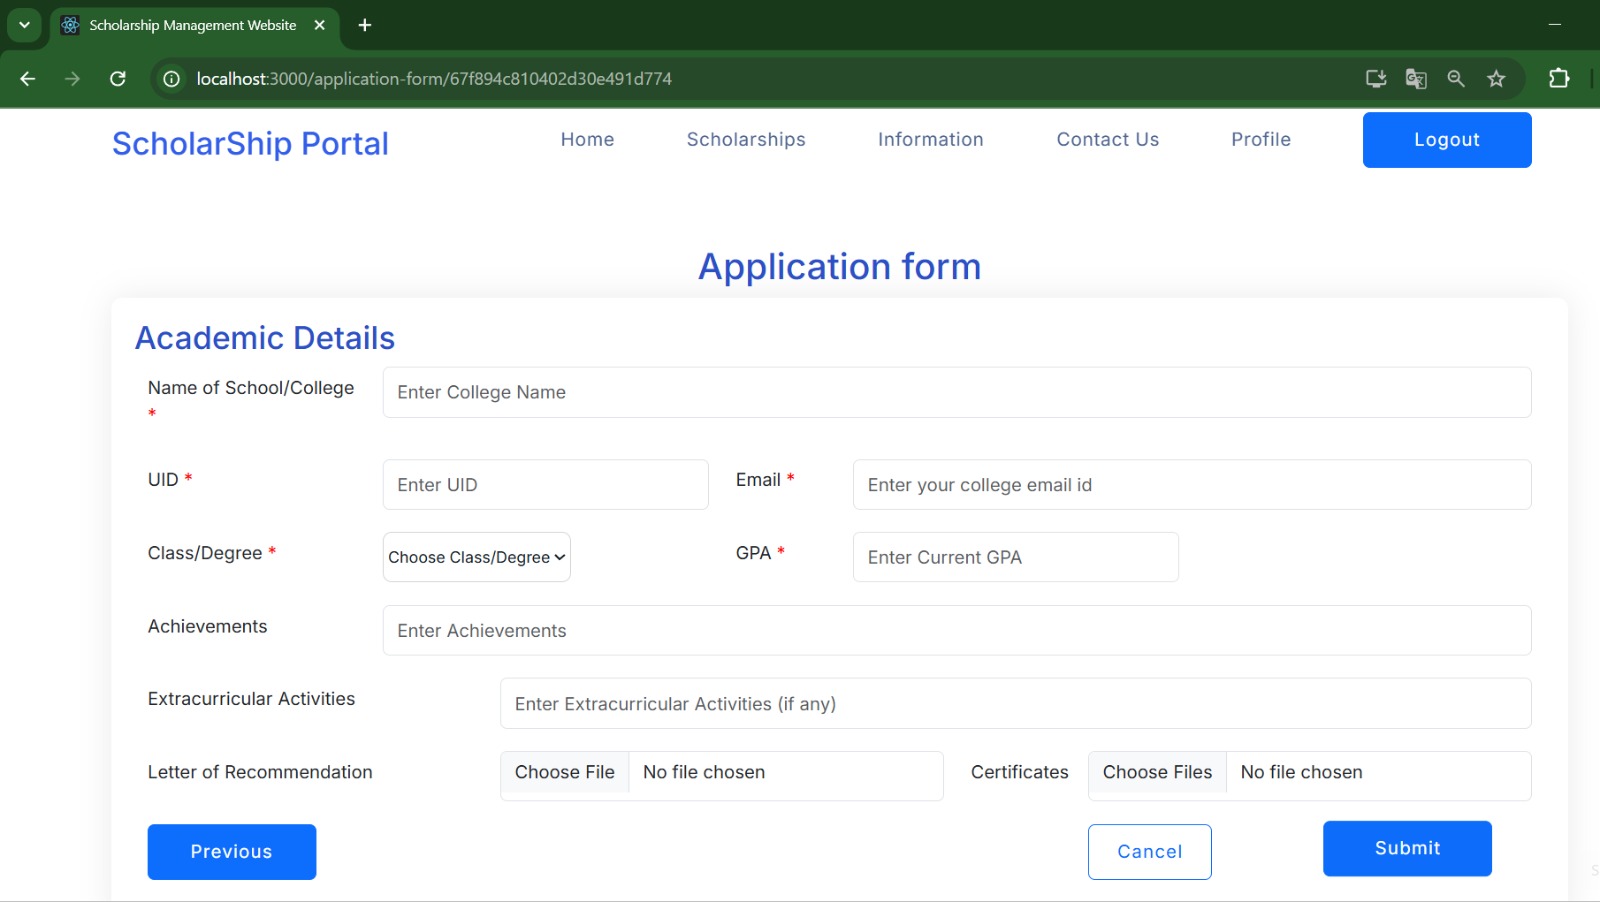 Scholarship Management Website
localhost:3000/application-form/67f894c810402d30e491d774
ScholarShip Portal Home Scholarships Information Contact Us Profile Logout
Application form
Academic Details
Name of School/College * Enter College Name
UID * Enter UID Email * Enter your college email id
Class/Degree * Choose Class/Degree GPA * Enter Current GPA
Achievements Enter Achievements
Extracurricular Activities Enter Extracurricular Activities (if any)
Letter of Recommendation Choose File No file chosen Certificates Choose Files No file chosen
Previous Cancel Submit